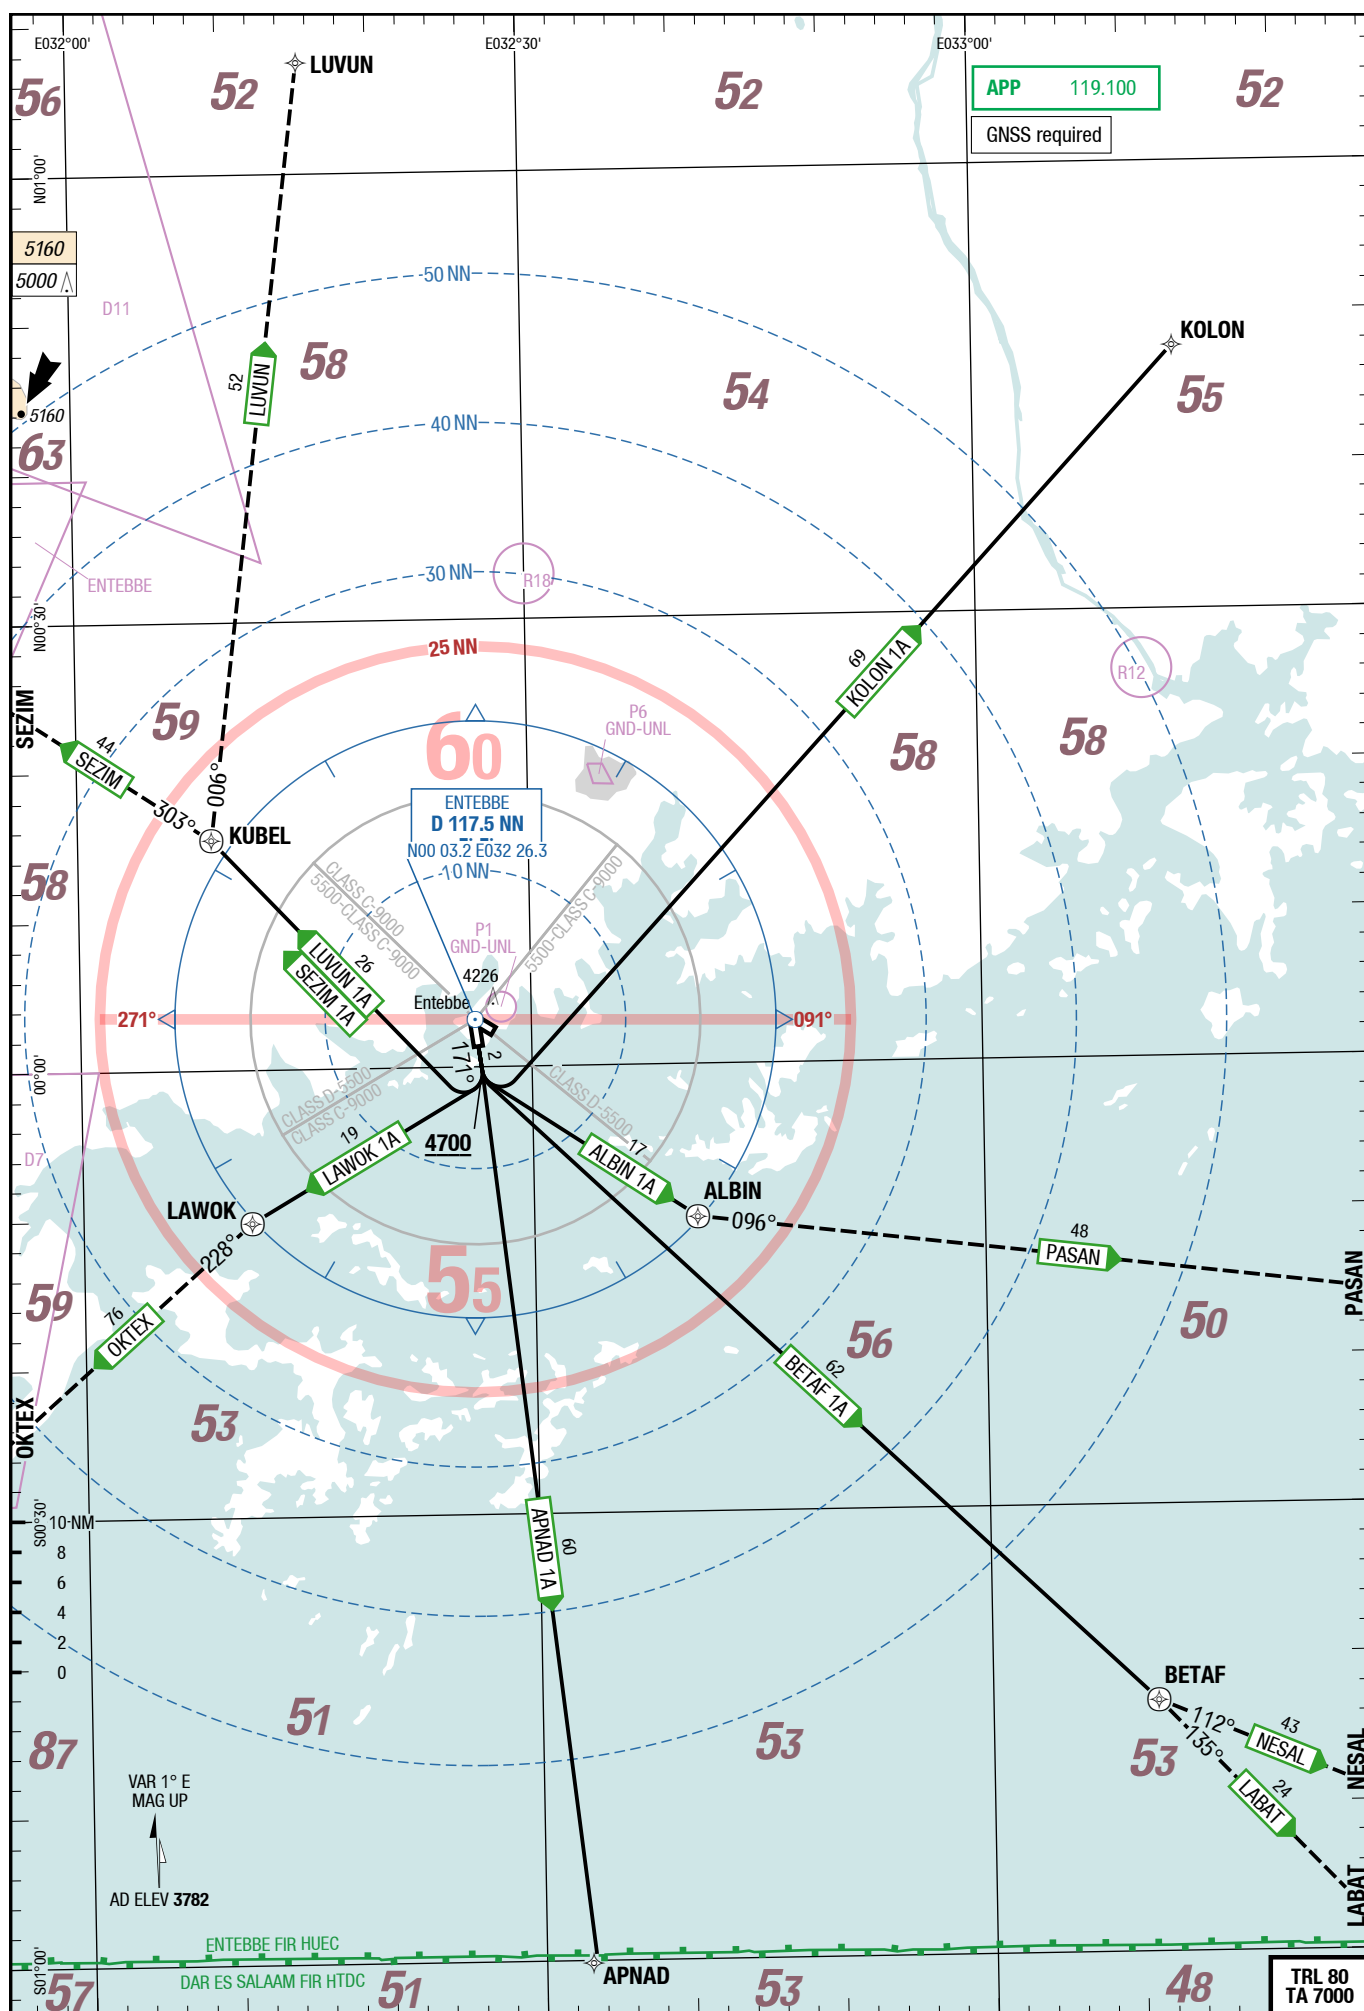 E032°00'
E032°30'
E033°00'
LUVUN
56
52
52
52
APP 119.100
GNSS required
N01°00'
5160
5000
D11
50 NN
58
KOLON
54
55
52
LUVUN
5160
63
40 NN
ENTEBBE
30 NN
R18
N00°30'
25 NN
69
KOLON 1A
R12
SEZIM
59
P6
GND-UNL
60
58
58
44
SEZIM
303°
006°
ENTEBBE
D 117.5 NN
N00 03.2 E032 26.3
KUBEL
10 NN
58
CLASS C-9000
5500-CLASS C-9000
5500-CLASS C-9000
P1
GND-UNL
26
LUVUN 1A
SEZIM 1A
4226
Entebbe
271°
091°
171°
2
00°00'
CLASS D-5500
CLASS C-9000
CLASS D-5500
19
LAWOK 1A
4700
17
ALBIN 1A
D7
LAWOK
ALBIN
096°
228°
48
PASAN
PASAN
59
55
76
OKTEX
56
50
62
BETAF 1A
OKTEX
53
S00°30'
10 NM
8
6
4
2
0
APNAD 1A
60
BETAF
51
53
53
112°
43
NESAL
NESAL
135°
24
LABAT
LABAT
87
VAR 1° E
MAG UP
AD ELEV 3782
ENTEBBE FIR HUEC
DAR ES SALAAM FIR HTDC
S01°00'
APNAD
57
51
53
48
TRL 80
TA 7000